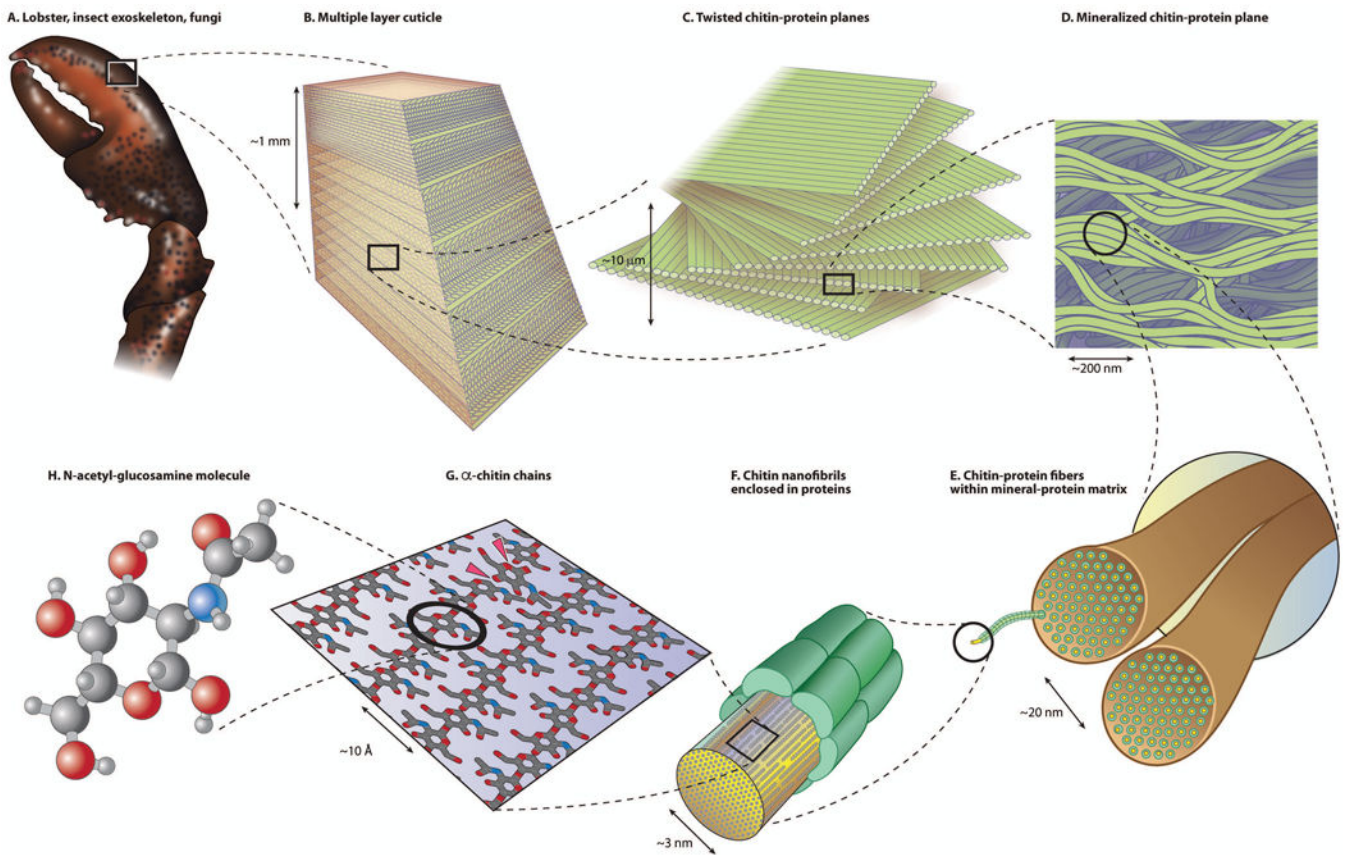 A. Lobster, insect exoskeleton, fungi
B. Multiple layer cuticle
C. Twisted chitin-protein planes
D. Mineralized chitin-protein plane
~1 mm
~10 μm
~200 nm
H. N-acetyl-glucosamine molecule
G. α-chitin chains
F. Chitin nanofibrils
enclosed in proteins
E. Chitin-protein fibers
within mineral-protein matrix
~10 Å
~3 nm
~20 nm